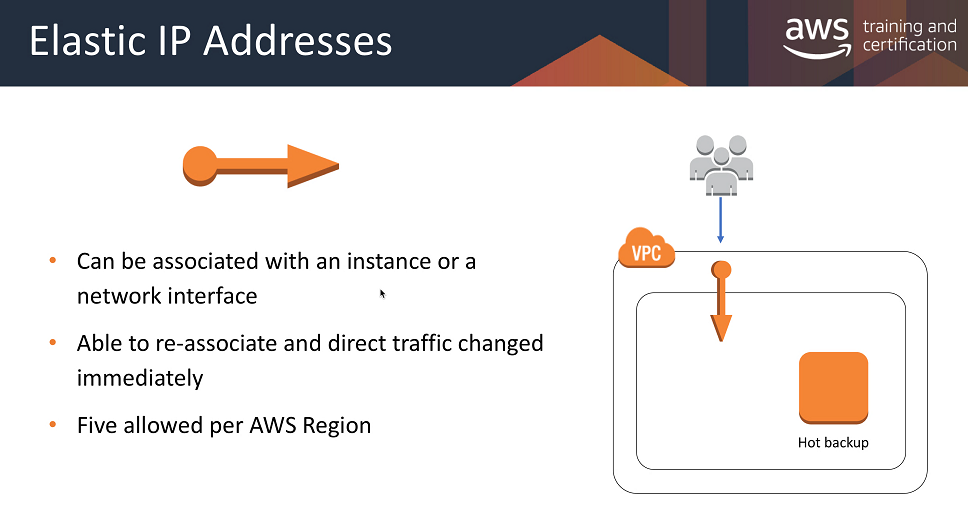 Elastic IP Addresses
aws training and
certification
• Can be associated with an instance or a
network interface
• Able to re-associate and direct traffic changed
immediately
• Five allowed per AWS Region
VPC
Hot backup